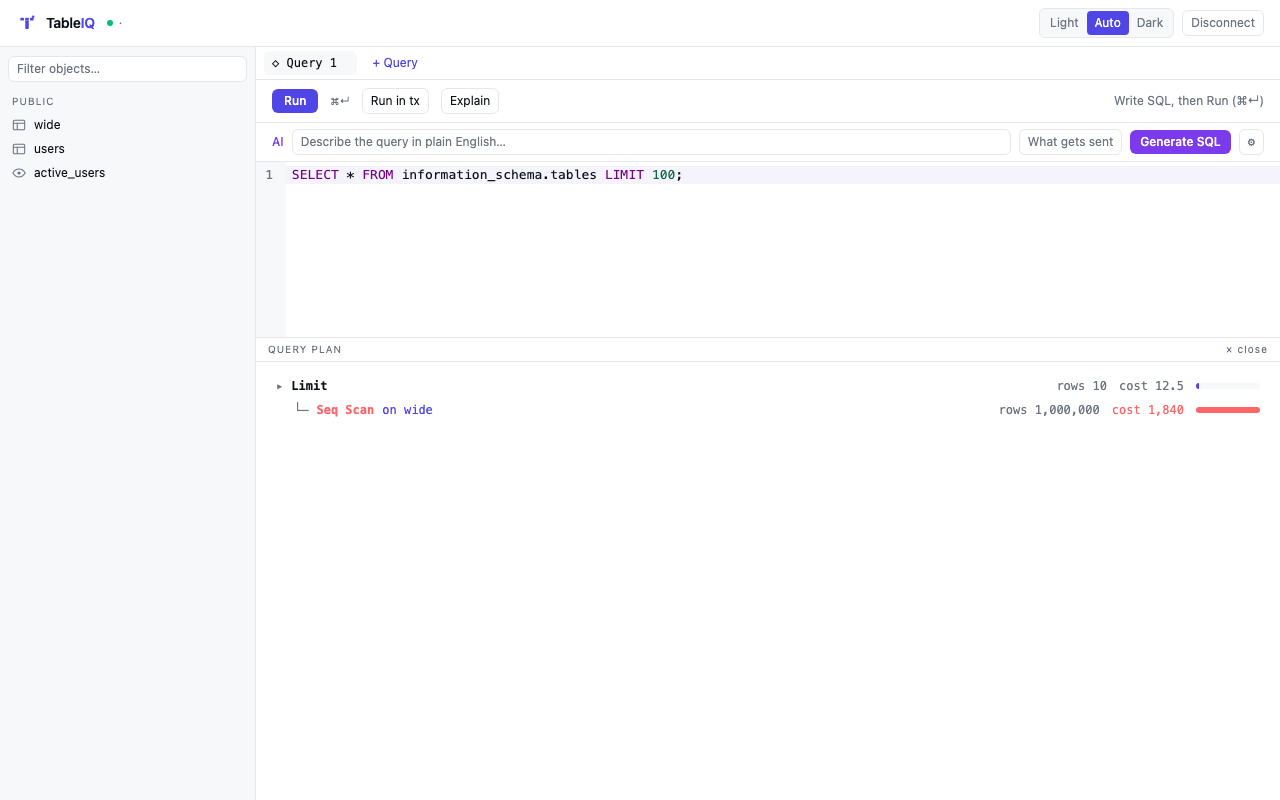 TableIQ ·
Light Auto Dark Disconnect
Filter objects...
PUBLIC
wide
users
active_users
◇ Query 1 + Query
Run ⌘↵ Run in tx Explain Write SQL, then Run (⌘↵)
AI Describe the query in plain English... What gets sent Generate SQL ⚙
1 SELECT * FROM information_schema.tables LIMIT 100;
QUERY PLAN × close
▸ Limit rows 10 cost 12.5
└─ Seq Scan on wide rows 1,000,000 cost 1,840